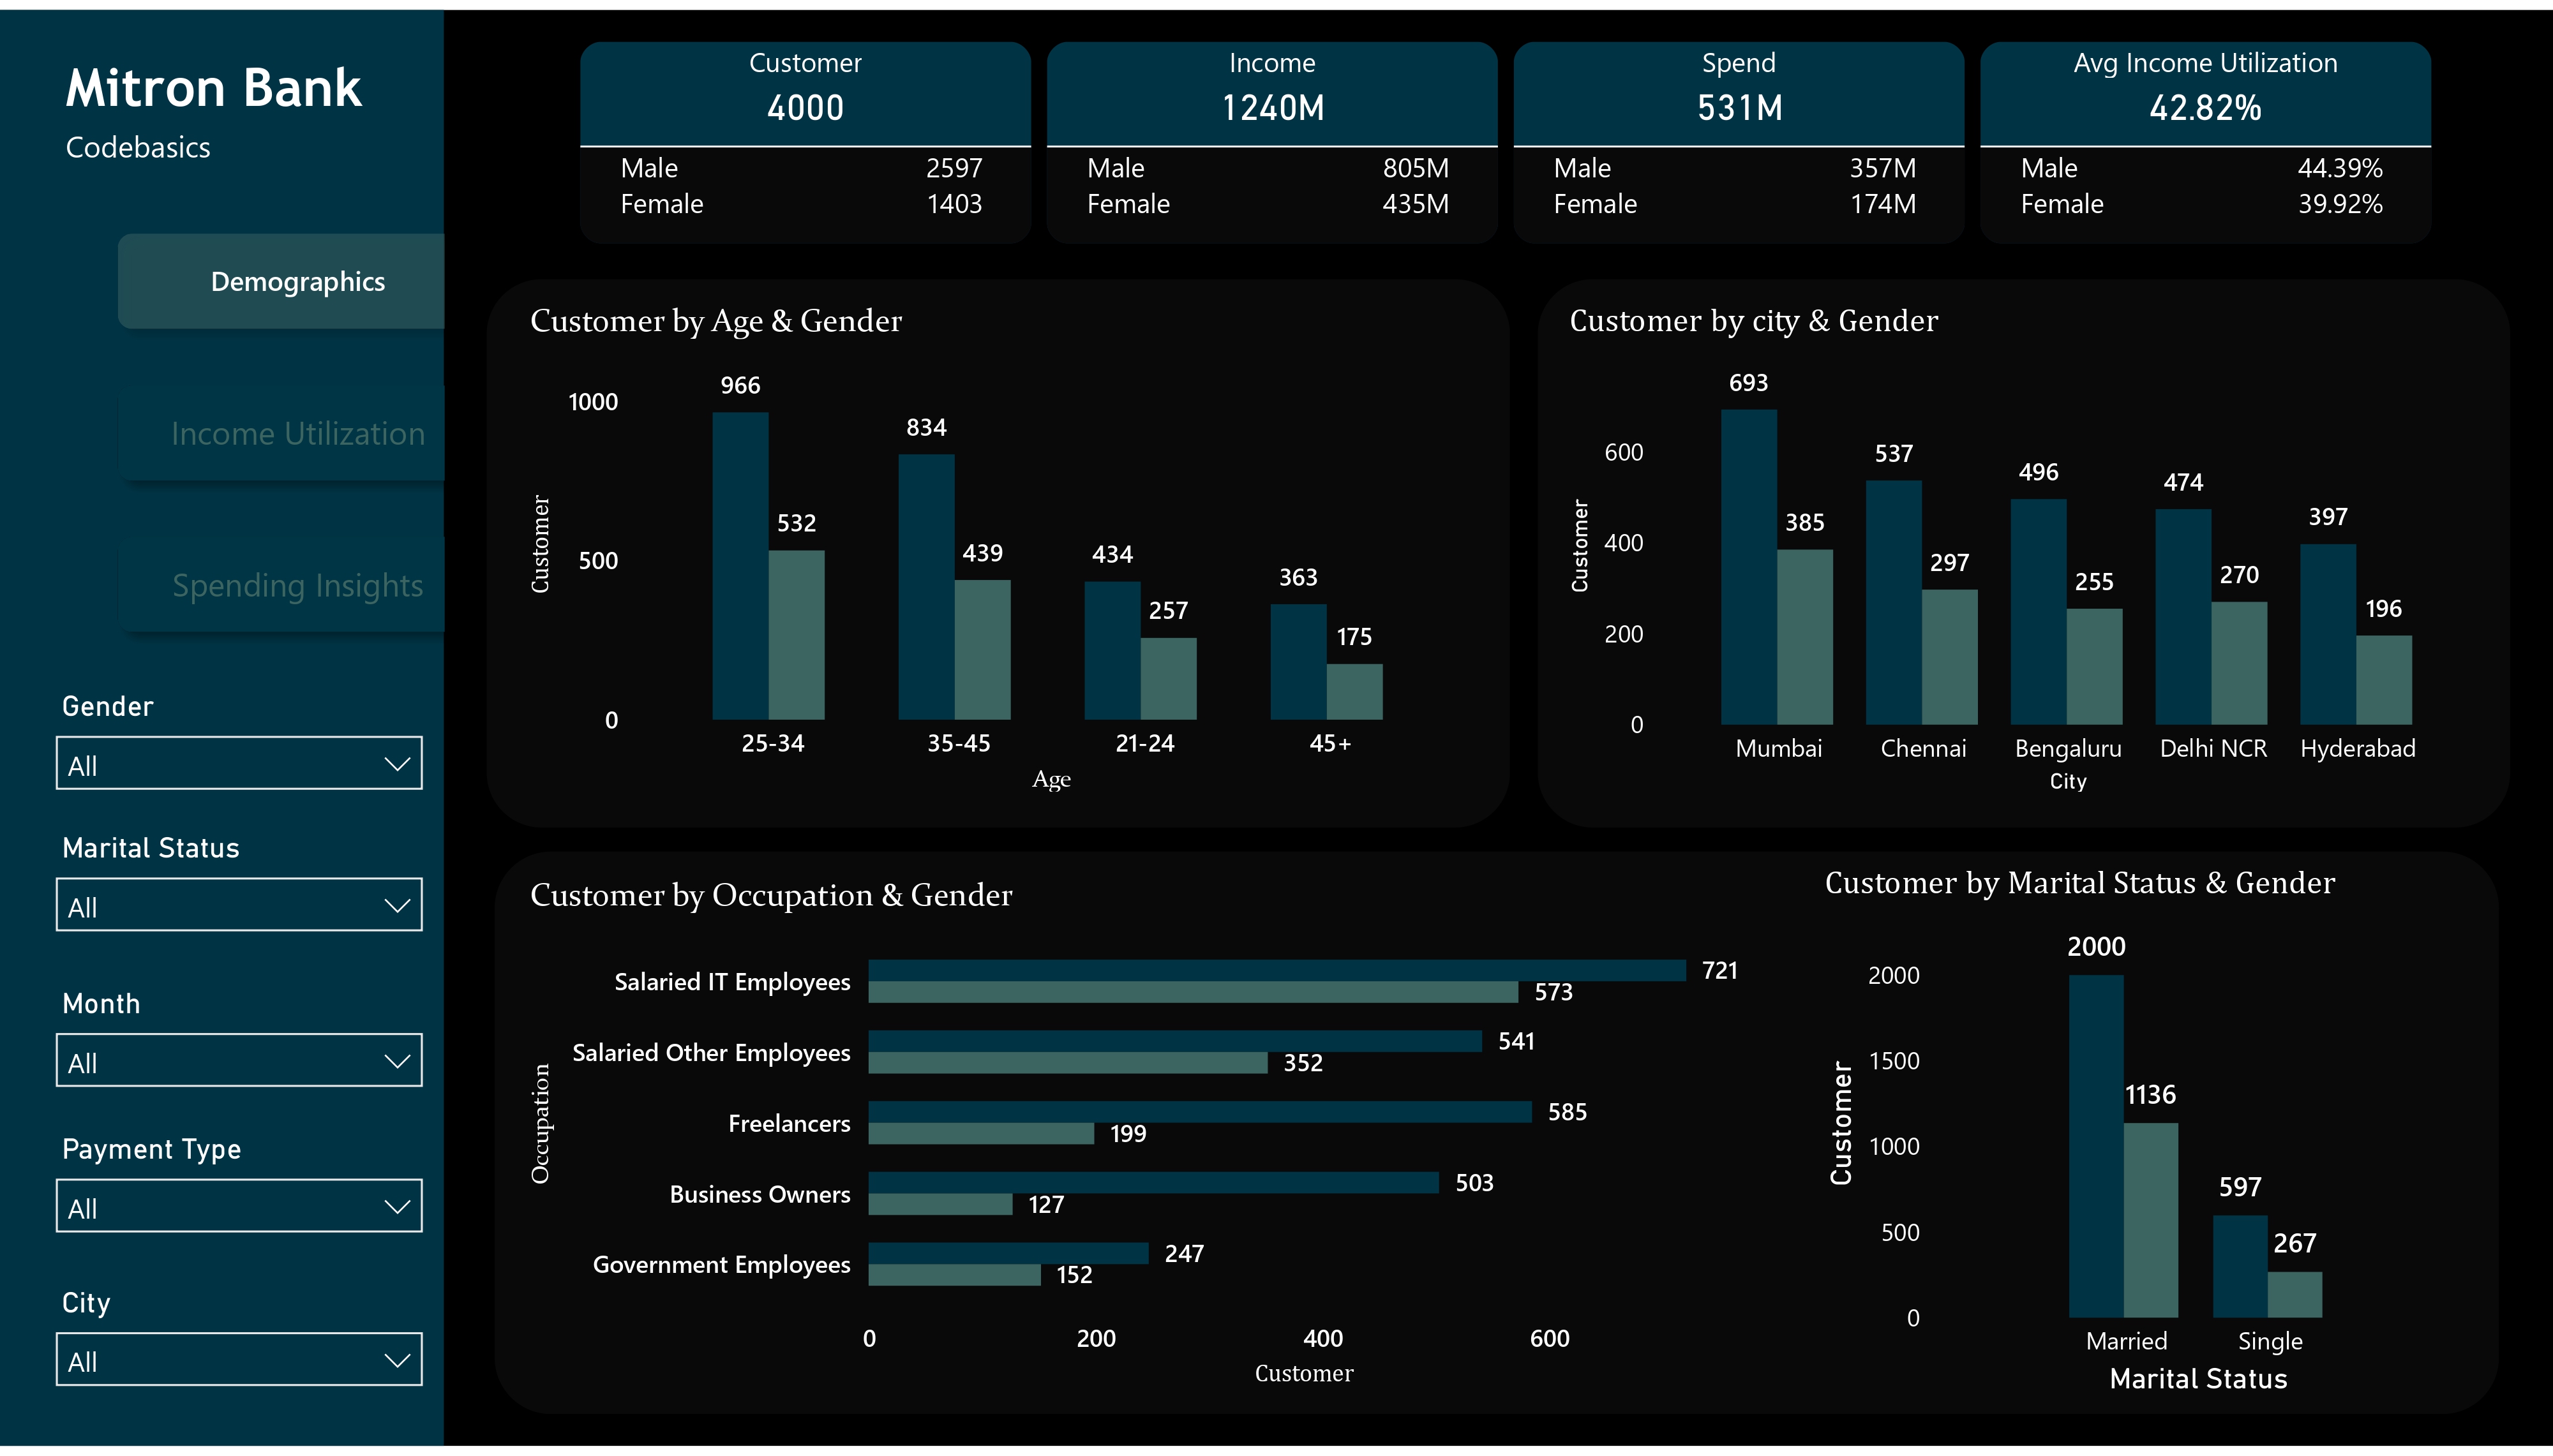 Mitron Bank
Codebasics
Demographics
Income Utilization
Spending Insights
Gender
All
Marital Status
All
Month
All
Payment Type
All
City
All
Customer
4000
Male 2597
Female 1403
Income
1240M
Male 805M
Female 435M
Spend
531M
Male 357M
Female 174M
Avg Income Utilization
42.82%
Male 44.39%
Female 39.92%
Customer by Age & Gender
Customer
1000
500
0
966
532
834
439
434
257
363
175
25-34 35-45 21-24 45+
Age
Customer by city & Gender
Customer
600
400
200
0
693
385
537
297
496
255
474
270
397
196
Mumbai Chennai Bengaluru Delhi NCR Hyderabad
City
Customer by Occupation & Gender
Occupation
Salaried IT Employees 721
573
Salaried Other Employees 541
352
Freelancers 585
199
Business Owners 503
127
Government Employees 247
152
0 200 400 600
Customer
Customer by Marital Status & Gender
Customer
2000
1500
1000
500
0
2000
1136
597
267
Married Single
Marital Status